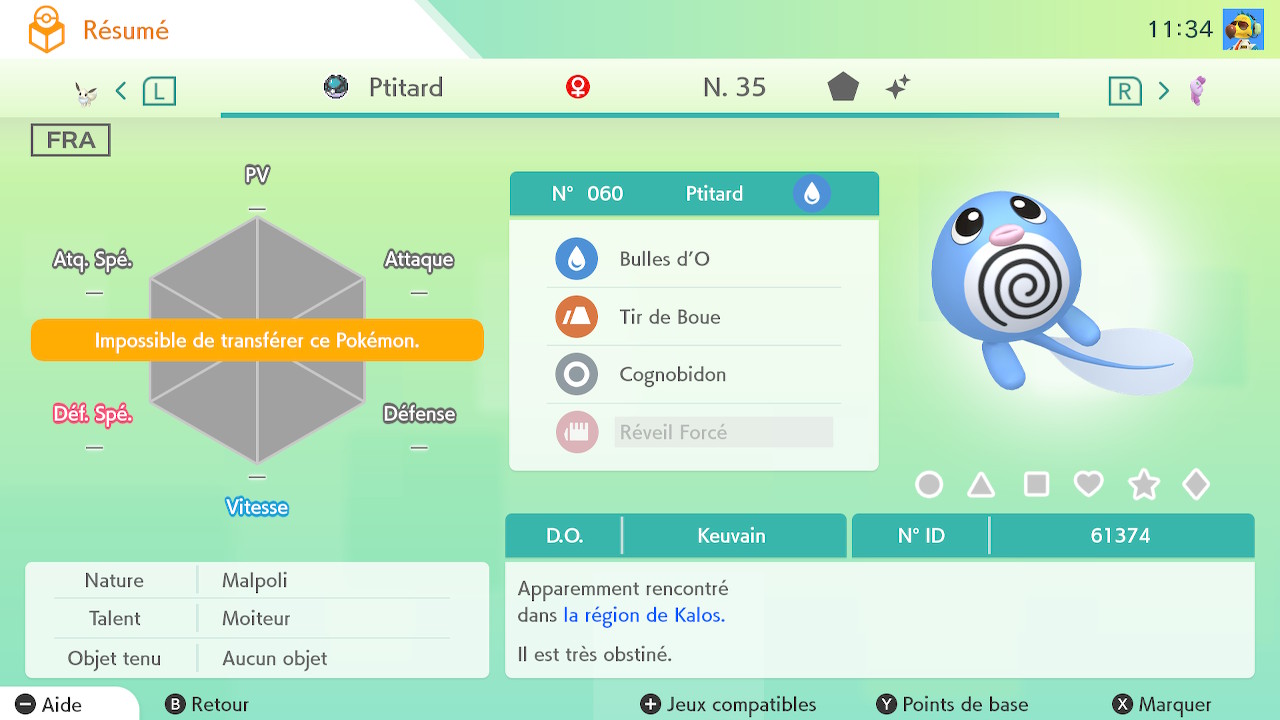 Résumé
11:34
L
Ptitard
N. 35
R
FRA
PV
—
Atq. Spé.
—
Attaque
—
Impossible de transférer ce Pokémon.
Déf. Spé.
—
Défense
—
—
Vitesse
N° 060 Ptitard
Bulles d'O
Tir de Boue
Cognobidon
Réveil Forcé
D.O. Keuvain N° ID 61374
Nature Malpoli
Talent Moiteur
Objet tenu Aucun objet
Apparemment rencontré
dans la région de Kalos.
Il est très obstiné.
Aide
B Retour
Jeux compatibles
Y Points de base
X Marquer